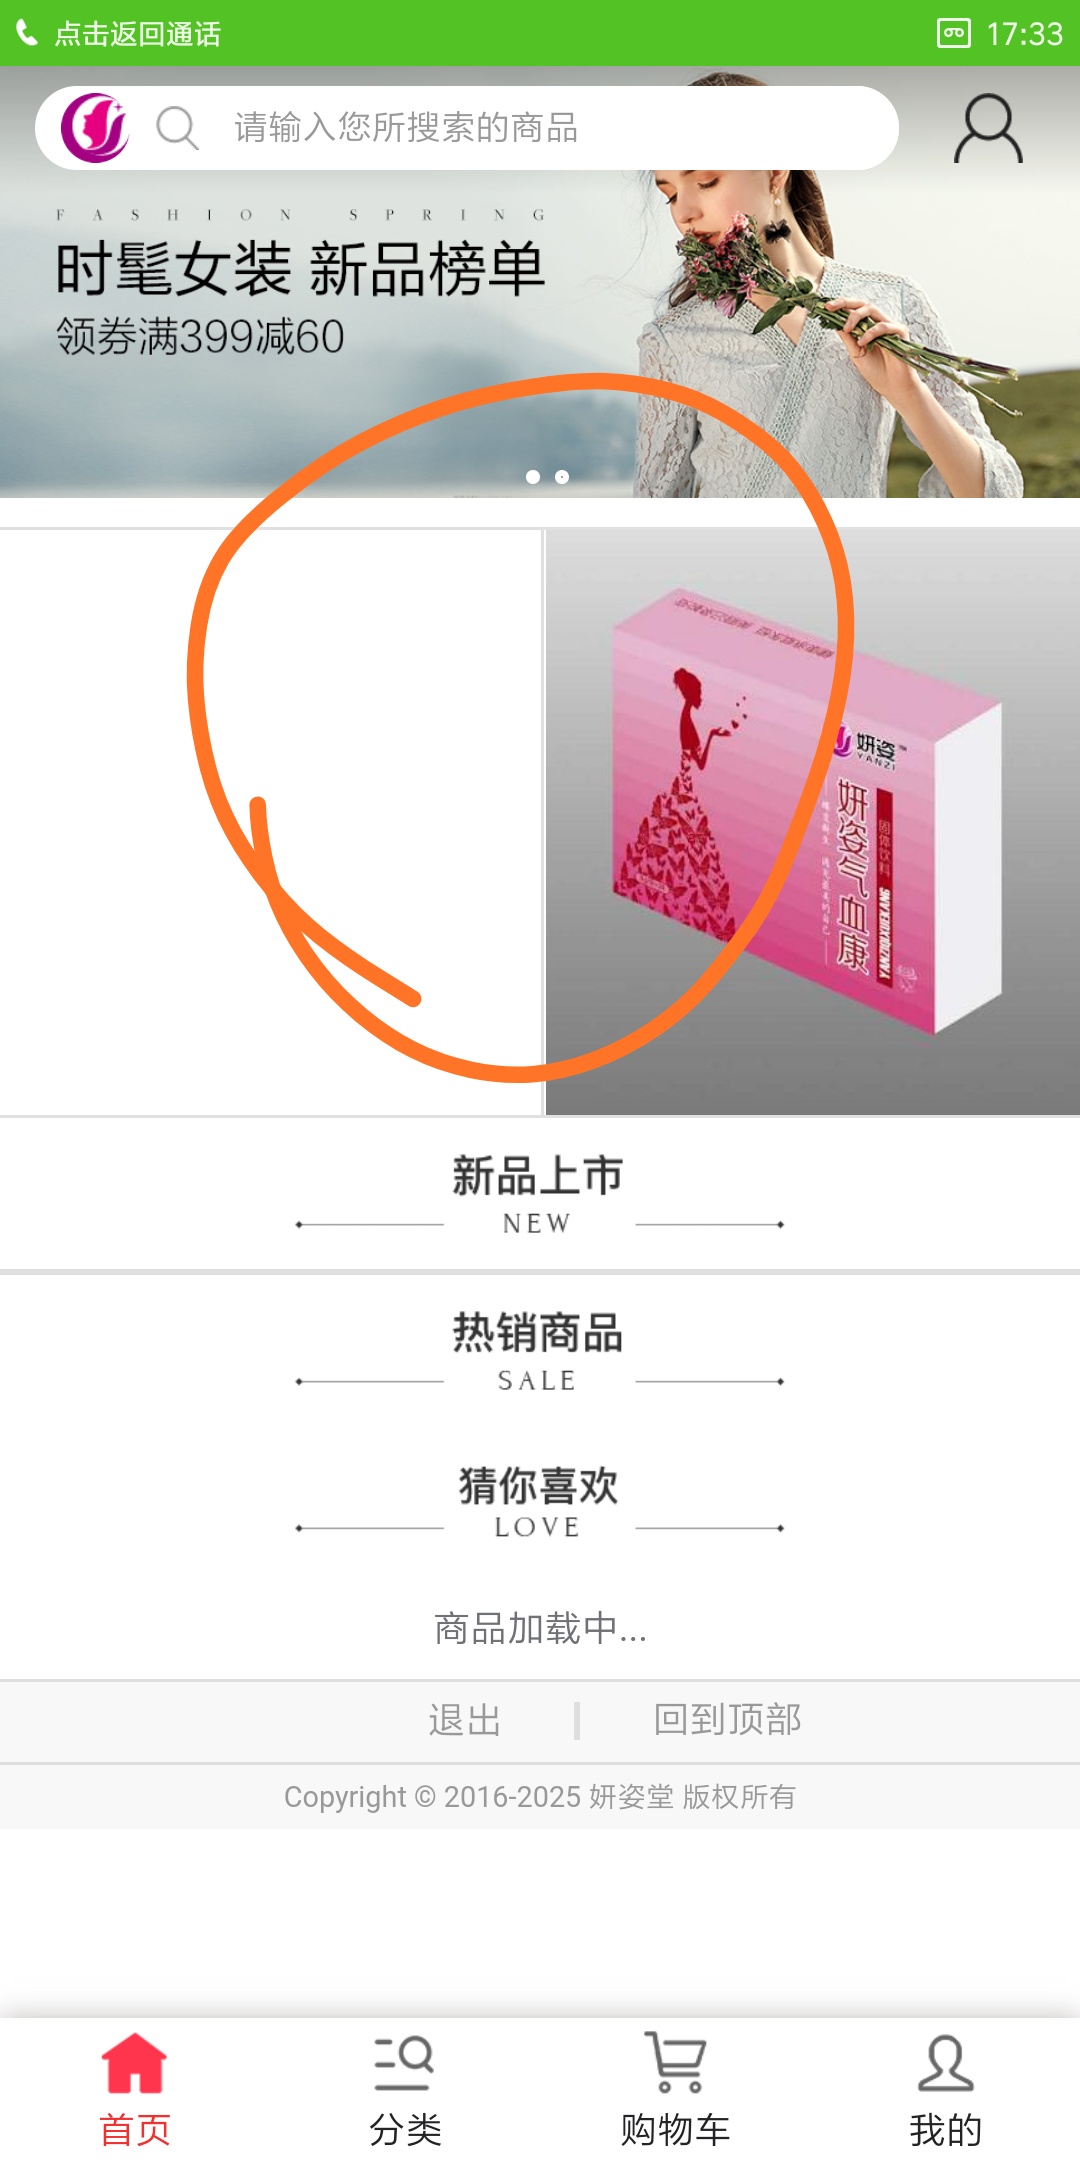 点击返回通话
17:33
请输入您所搜索的商品
FASHION SPRING
时髦女装 新品榜单
领券满399减60
妍姿
YANZI
妍姿气血康
固体饮料
YANZIQIXUEKANG
新品上市
NEW
热销商品
SALE
猜你喜欢
LOVE
商品加载中...
退出
回到顶部
Copyright © 2016-2025 妍姿堂 版权所有
首页
分类
购物车
我的